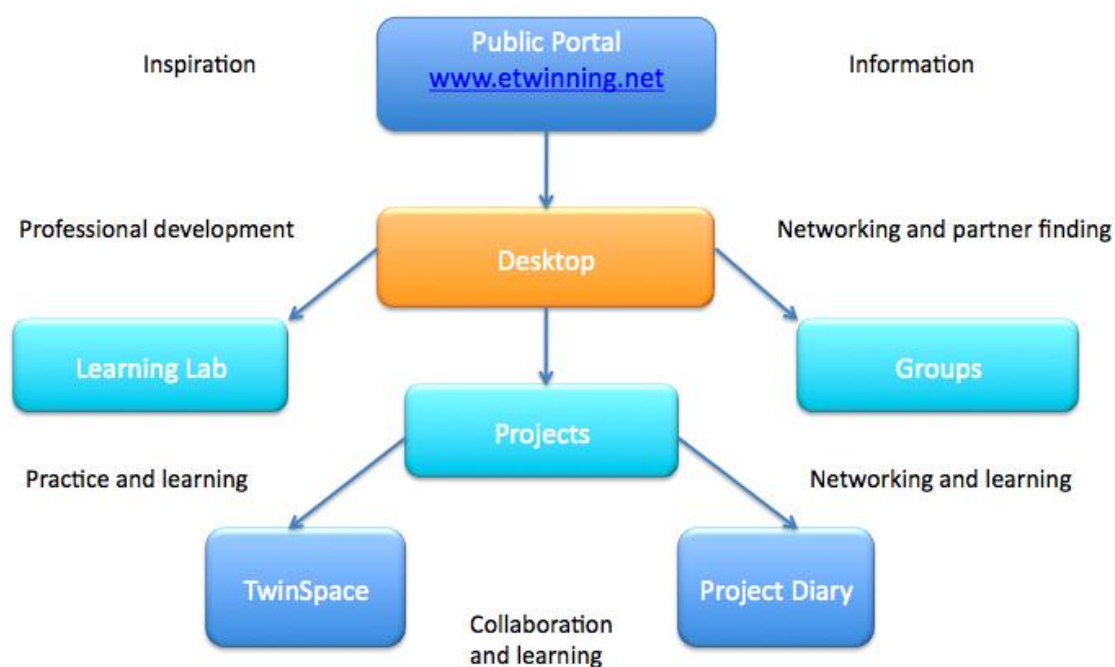 Public Portal
Inspiration
www.etwinning.net
Information
Professional development
Desktop
Networking and partner finding
Learning Lab
Groups
Projects
Practice and learning
Networking and learning
TwinSpace
Project Diary
Collaboration
and learning